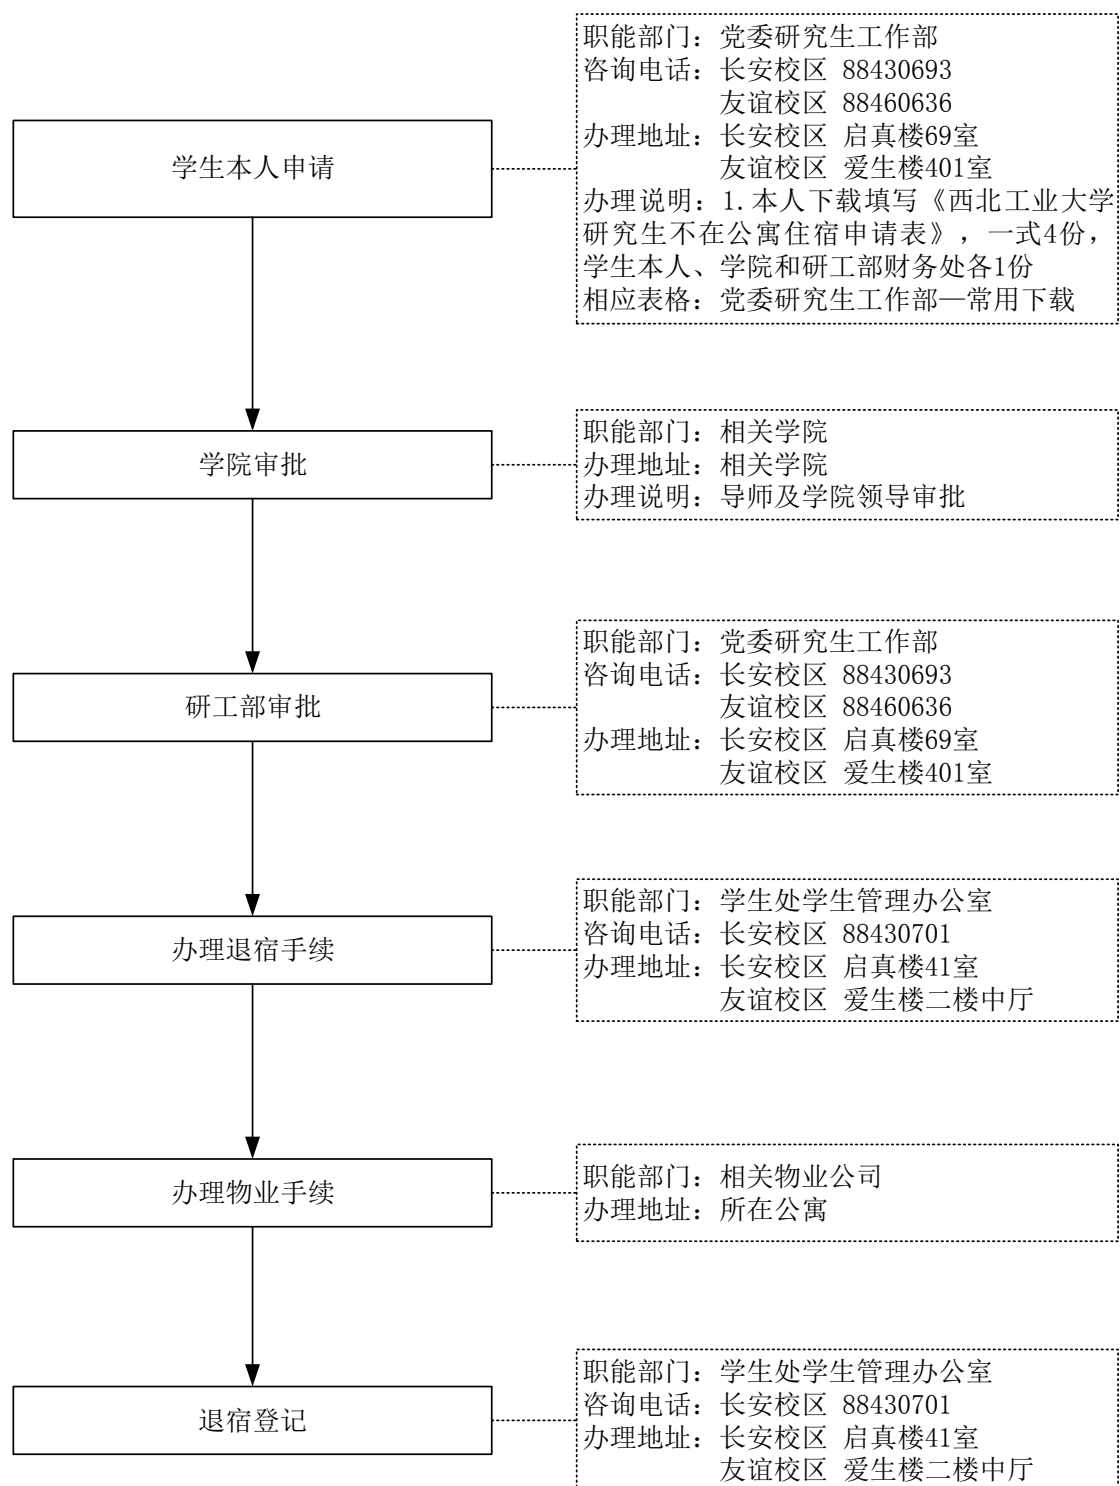 学生本人申请
职能部门：党委研究生工作部
咨询电话：长安校区 88430693
友谊校区 88460636
办理地址：长安校区 启真楼69室
友谊校区 爱生楼401室
办理说明：1.本人下载填写《西北工业大学
研究生不在公寓住宿申请表》，一式4份，
学生本人、学院和研工部财务处各1份
相应表格：党委研究生工作部—常用下载
学院审批
职能部门：相关学院
办理地址：相关学院
办理说明：导师及学院领导审批
研工部审批
职能部门：党委研究生工作部
咨询电话：长安校区 88430693
友谊校区 88460636
办理地址：长安校区 启真楼69室
友谊校区 爱生楼401室
办理退宿手续
职能部门：学生处学生管理办公室
咨询电话：长安校区 88430701
办理地址：长安校区 启真楼41室
友谊校区 爱生楼二楼中厅
办理物业手续
职能部门：相关物业公司
办理地址：所在公寓
退宿登记
职能部门：学生处学生管理办公室
咨询电话：长安校区 88430701
办理地址：长安校区 启真楼41室
友谊校区 爱生楼二楼中厅